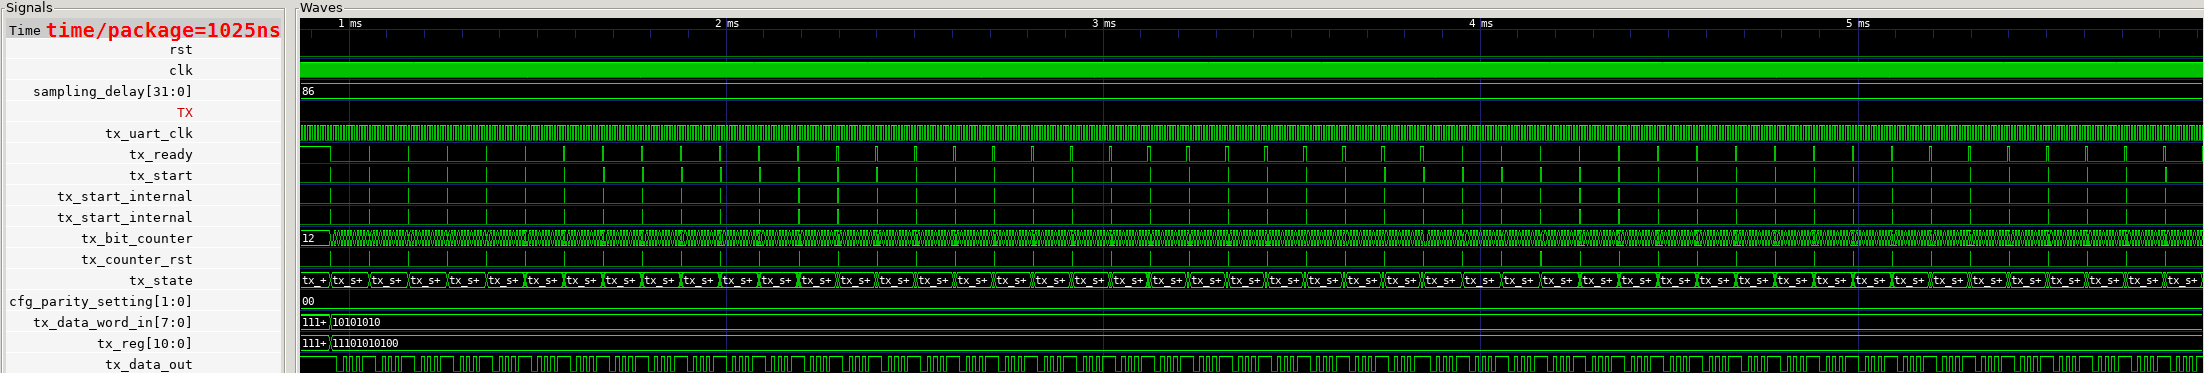 Signals
Waves
Time time/package=1025ns
1 ms 2 ms 3 ms 4 ms 5 ms
rst
clk
sampling_delay[31:0] 86
TX
tx_uart_clk
tx_ready
tx_start
tx_start_internal
tx_start_internal
tx_bit_counter 12
tx_counter_rst
tx_state tx_+ tx_s+ tx_s+ tx_s+ tx_s+ tx_s+ tx_s+ tx_s+ tx_s+ tx_s+ tx_s+ tx_s+ tx_s+ tx_s+ tx_s+ tx_s+ tx_s+ tx_s+ tx_s+ tx_s+ tx_s+ tx_s+ tx_s+ tx_s+ tx_s+ tx_s+ tx_s+ tx_s+ tx_s+ tx_s+ tx_s+ tx_s+ tx_s+ tx_s+ tx_s+ tx_s+ tx_s+ tx_s+ tx_s+ tx_s+ tx_s+ tx_s+ tx_s+ tx_s+ tx_s+ tx_s+ tx_s+ tx_s+ tx_s+
cfg_parity_setting[1:0] 00
tx_data_word_in[7:0] 111+ 10101010
tx_reg[10:0] 111+ 11101010100
tx_data_out